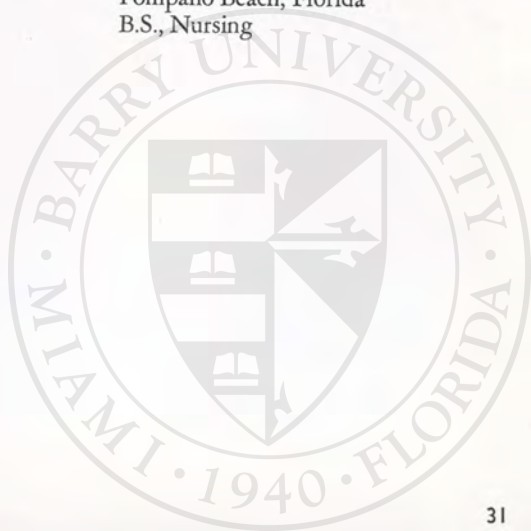 Pompano Beach, Florida
B.S., Nursing
BARRY UNIVERSITY
MIAMI · 1940 · FLORIDA
31